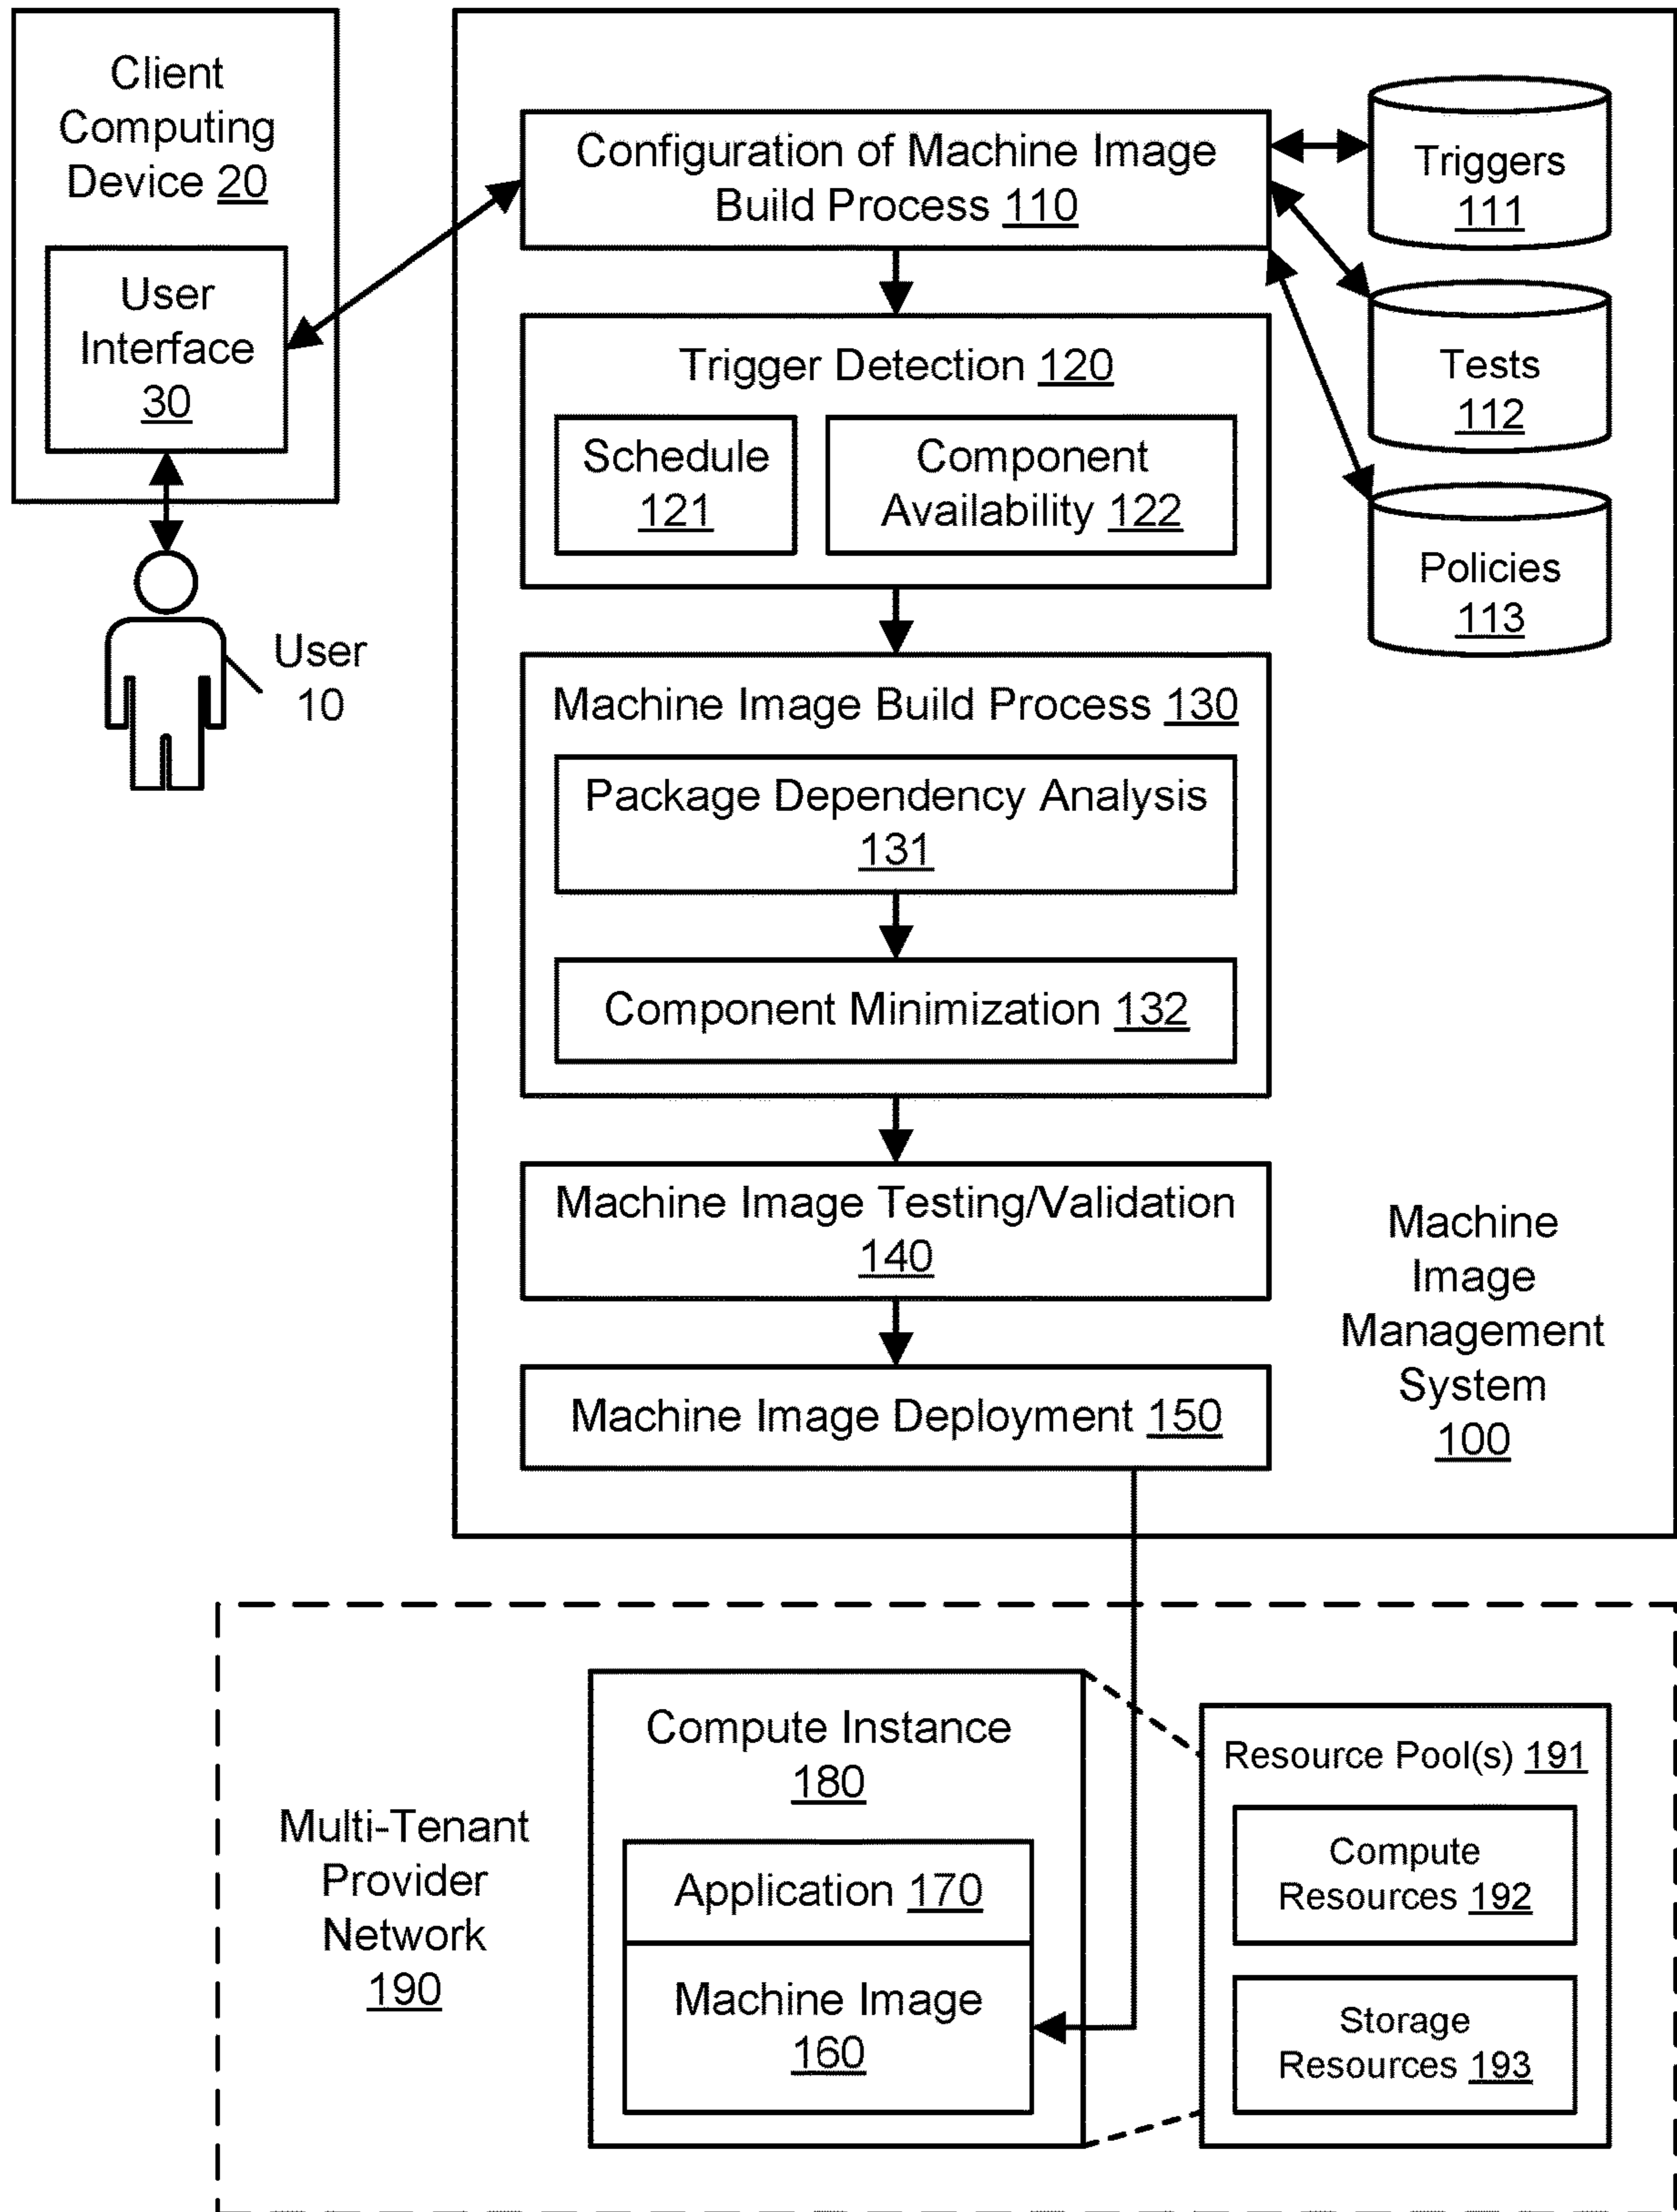 Client
Computing
Device 20
User
Interface
30
User
10
Configuration of Machine Image
Build Process 110
Triggers
111
Tests
112
Policies
113
Trigger Detection 120
Schedule
121
Component
Availability 122
Machine Image Build Process 130
Package Dependency Analysis
131
Component Minimization 132
Machine Image Testing/Validation
140
Machine Image Deployment 150
Machine
Image
Management
System
100
Multi-Tenant
Provider
Network
190
Compute Instance
180
Application 170
Machine Image
160
Resource Pool(s) 191
Compute
Resources 192
Storage
Resources 193